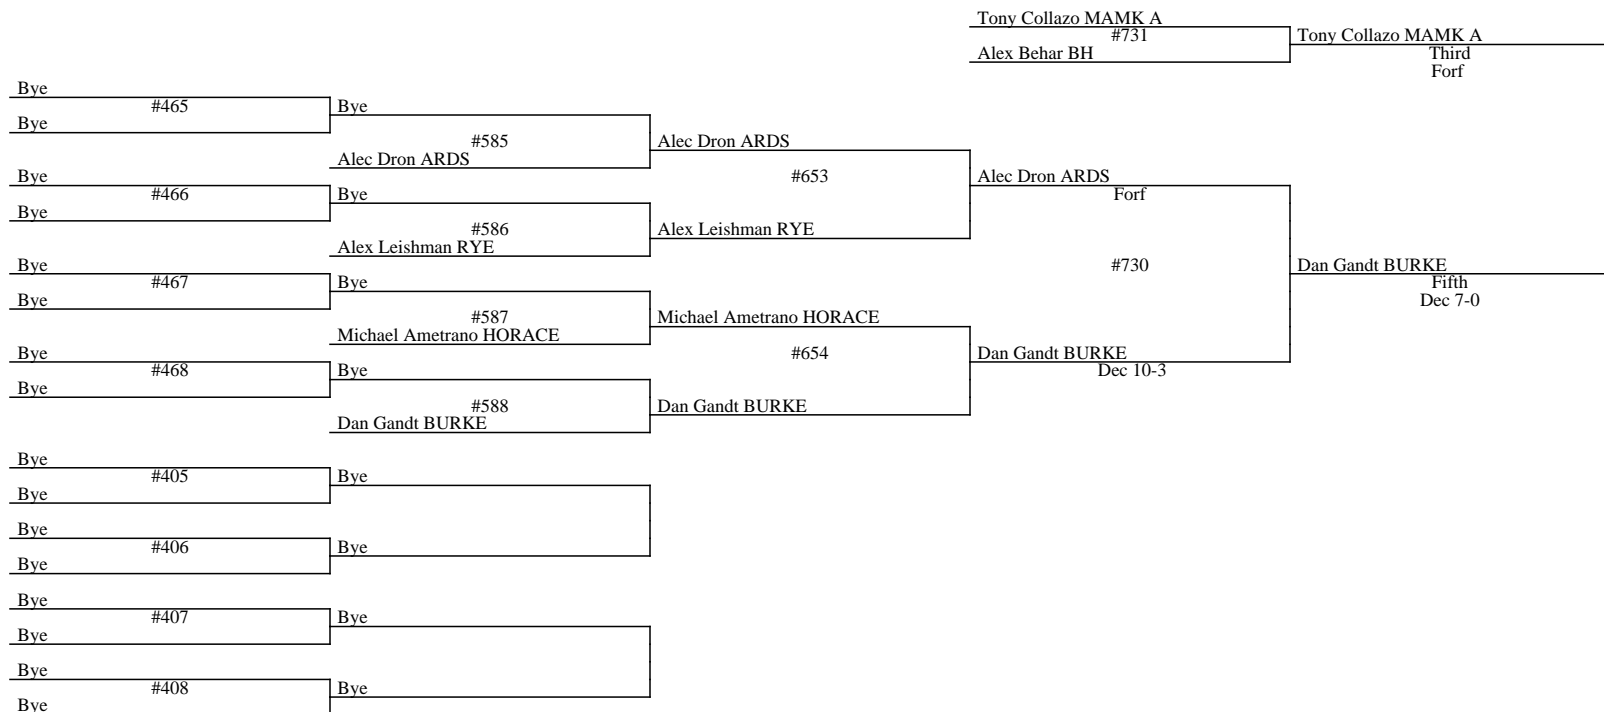 Tony Collazo MAMK A
#731
Tony Collazo MAMK A
Alex Behar BH
Third
Forf
Bye
#465
Bye
Bye
#585
Alec Dron ARDS
Alec Dron ARDS
Bye
#653
Alec Dron ARDS
#466
Bye
Forf
Bye
#586
Alex Leishman RYE
Alex Leishman RYE
Bye
#730
Dan Gandt BURKE
#467
Bye
Fifth
Bye
Dec 7-0
#587
Michael Ametrano HORACE
Michael Ametrano HORACE
Bye
#654
Dan Gandt BURKE
#468
Bye
Dec 10-3
Bye
#588
Dan Gandt BURKE
Dan Gandt BURKE
Bye
#405
Bye
Bye
Bye
#406
Bye
Bye
Bye
#407
Bye
Bye
Bye
#408
Bye
Bye